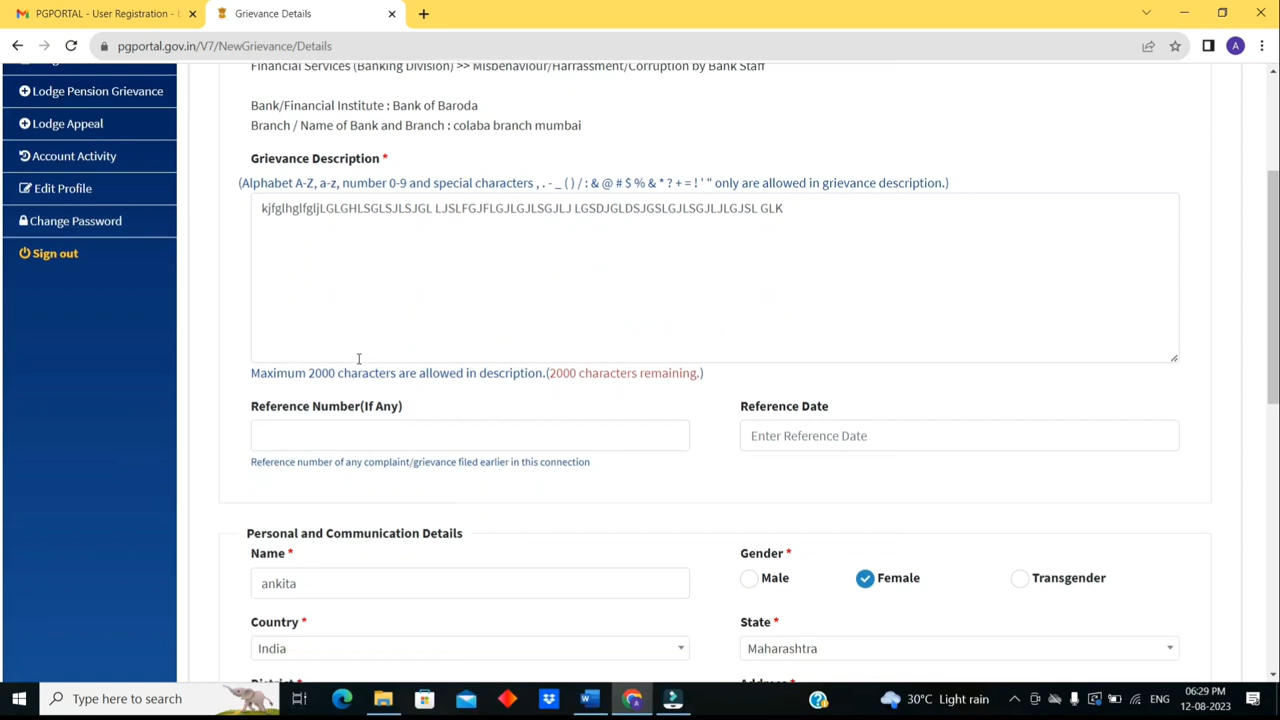 PGPORTAL - User Registration -
Grievance Details
pgportal.gov.in/V7/NewGrievance/Details
A
Lodge Pension Grievance
Lodge Appeal
Account Activity
Edit Profile
Change Password
Sign out
Financial Services (Banking Division) >> Misbehaviour/Harrassment/Corruption by Bank Staff
Bank/Financial Institute : Bank of Baroda
Branch / Name of Bank and Branch : colaba branch mumbai
Grievance Description *
(Alphabet A-Z, a-z, number 0-9 and special characters , . - _ ( ) / : & @ # $ % & * ? + = ! ' " only are allowed in grievance description.)
kjfglhglfgljLGLGHLSGLSJLSJGL LJSLFGJFLGJLGJLSGJLJ LGSDJGLDSJGSLGJLSGJLJLGJSL GLK
Maximum 2000 characters are allowed in description.(2000 characters remaining.)
Reference Number(If Any)
Reference Date
Enter Reference Date
Reference number of any complaint/grievance filed earlier in this connection
Personal and Communication Details
Name *
Gender *
ankita
Male
Female
Transgender
Country *
State *
India
Maharashtra
Type here to search
30°C Light rain
ENG
06:29 PM
12-08-2023